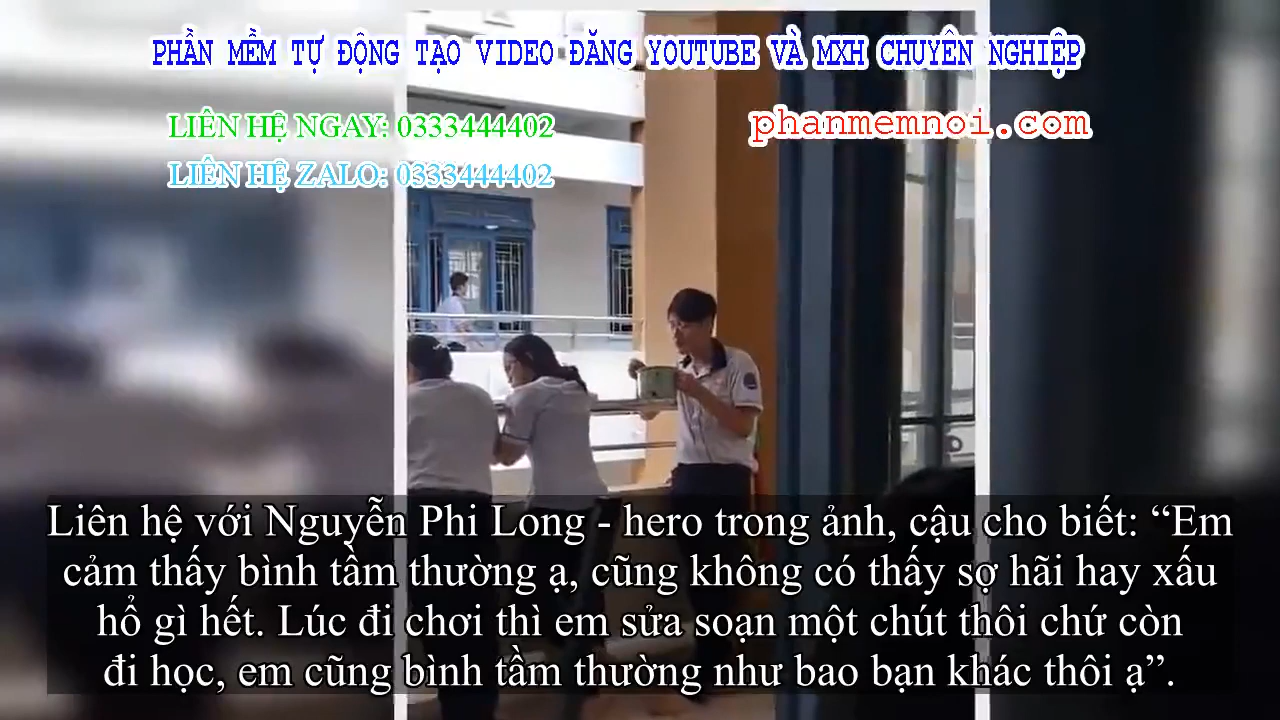 PHẦN MỀM TỰ ĐỘNG TẠO VIDEO ĐĂNG YOUTUBE VÀ MXH CHUYÊN NGHIỆP
LIÊN HỆ NGAY: 0333444402
phanmemnoi.com
LIÊN HỆ ZALO: 0333444402
Liên hệ với Nguyễn Phi Long - hero trong ảnh, cậu cho biết: “Em
cảm thấy bình tầm thường ạ, cũng không có thấy sợ hãi hay xấu
hổ gì hết. Lúc đi chơi thì em sửa soạn một chút thôi chứ còn
đi học, em cũng bình tầm thường như bao bạn khác thôi ạ”.